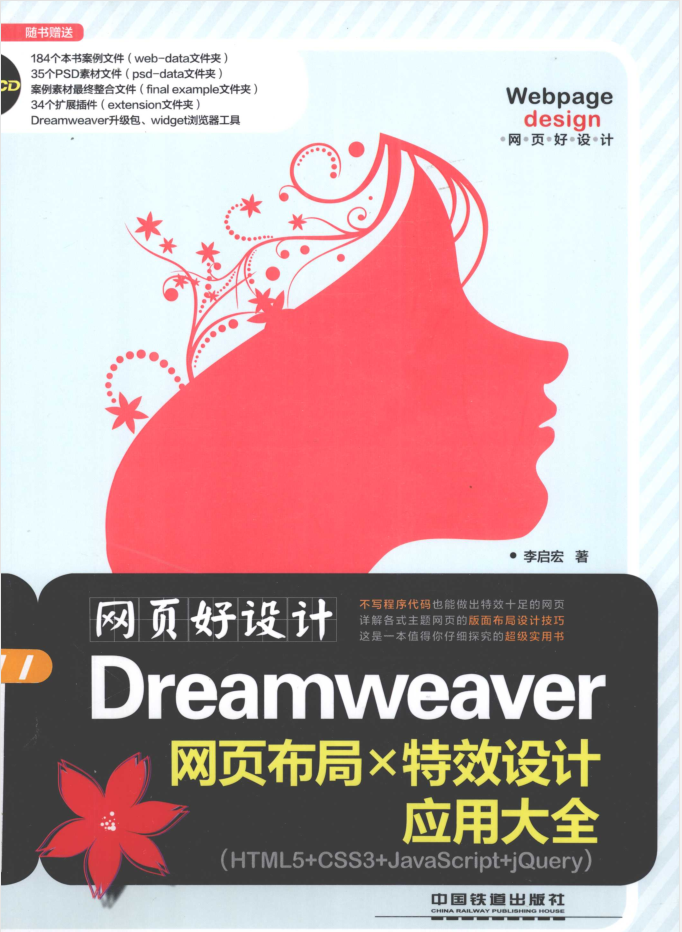 随书赠送
CD
184个本书案例文件（web-data文件夹）
35个PSD素材文件（psd-data文件夹）
案例素材最终整合文件（final example文件夹）
34个扩展插件（extension文件夹）
Dreamweaver升级包、widget浏览器工具
Webpage
design
·网·页·好·设·计
• 李启宏 著
网页好设计
不写程序代码也能做出特效十足的网页
详解各式主题网页的版面布局设计技巧
这是一本值得你仔细探究的超级实用书
Dreamweaver
网页布局×特效设计
应用大全
（HTML5+CSS3+JavaScript+jQuery）
中国铁道出版社
CHINA RAILWAY PUBLISHING HOUSE